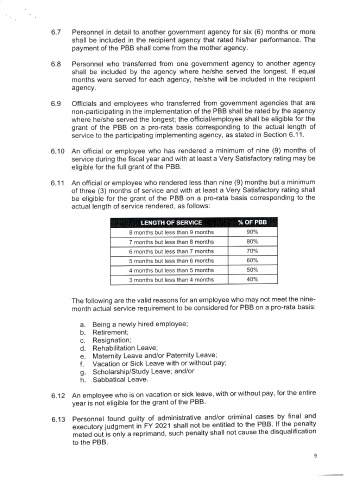 6.7 Personnel in detail to another government agency for six (6) months or more
shall be included in the recipient agency that rated his/her performance. The
payment of the PBB shall come from the mother agency.
6.8 Personnel who transferred from one government agency to another agency
shall be included by the agency where he/she served the longest. If equal
months were served for each agency, he/she will be included in the recipient
agency.
6.9 Officials and employees who transferred from government agencies that are
non-participating in the implementation of the PBB shall be rated by the agency
where he/she served the longest; the official/employee shall be eligible for the
grant of the PBB on a pro-rata basis corresponding to the actual length of
service to the participating implementing agency, as stated in Section 6.11.
6.10 An official or employee who has rendered a minimum of nine (9) months of
service during the fiscal year and with at least a Very Satisfactory rating may be
eligible for the full grant of the PBB.
6.11 An official or employee who rendered less than nine (9) months but a minimum
of three (3) months of service and with at least a Very Satisfactory rating shall
be eligible for the grant of the PBB on a pro-rata basis corresponding to the
actual length of service rendered, as follows:
LENGTH OF SERVICE % OF PBB
8 months but less than 9 months 90%
7 months but less than 8 months 80%
6 months but less than 7 months 70%
5 months but less than 6 months 60%
4 months but less than 5 months 50%
3 months but less than 4 months 40%
The following are the valid reasons for an employee who may not meet the nine-
month actual service requirement to be considered for PBB on a pro-rata basis:
a. Being a newly hired employee;
b. Retirement;
c. Resignation;
d. Rehabilitation Leave;
e. Maternity Leave and/or Paternity Leave;
f. Vacation or Sick Leave with or without pay;
g. Scholarship/Study Leave; and/or
h. Sabbatical Leave.
6.12 An employee who is on vacation or sick leave, with or without pay, for the entire
year is not eligible for the grant of the PBB.
6.13 Personnel found guilty of administrative and/or criminal cases by final and
executory judgment in FY 2021 shall not be entitled to the PBB. If the penalty
meted out is only a reprimand, such penalty shall not cause the disqualification
to the PBB.
9